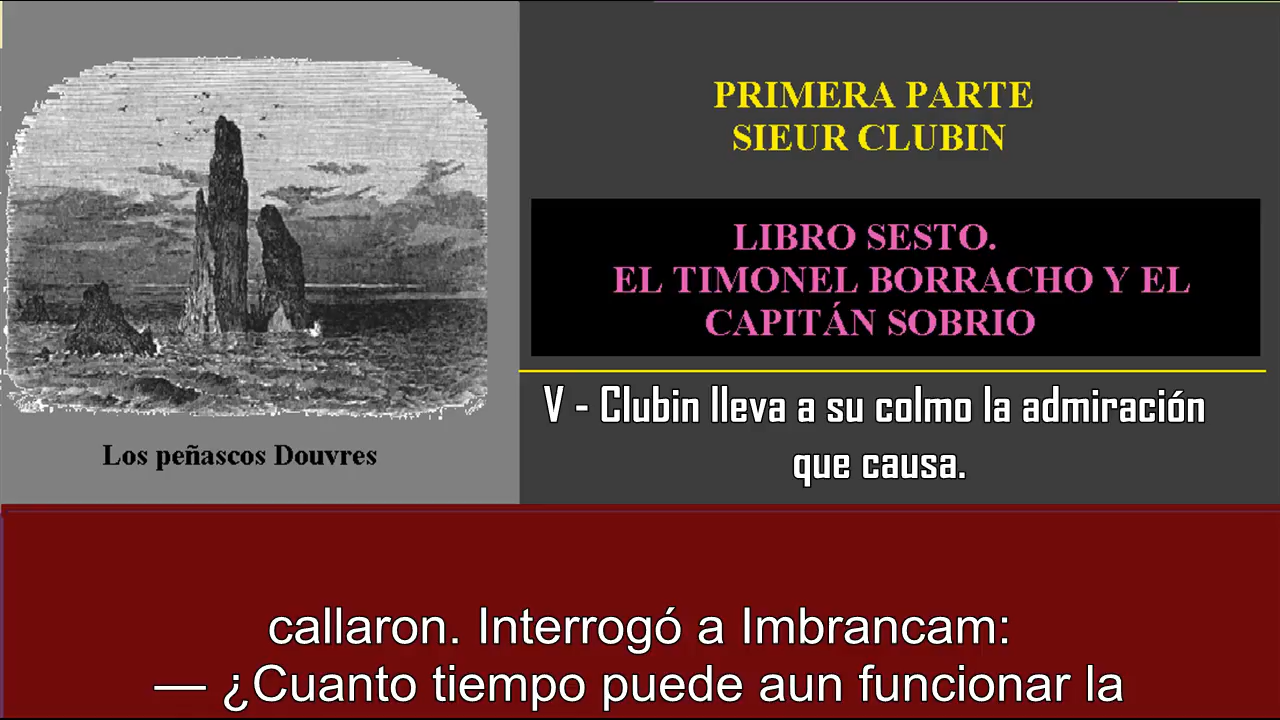 PRIMERA PARTE
SIEUR CLUBIN
LIBRO SESTO.
EL TIMONEL BORRACHO Y EL
CAPITÁN SOBRIO
V - Clubin lleva a su colmo la admiración
que causa.
Los peñascos Douvres
callaron. Interrogó a Imbrancam:
— ¿Cuanto tiempo puede aun funcionar la